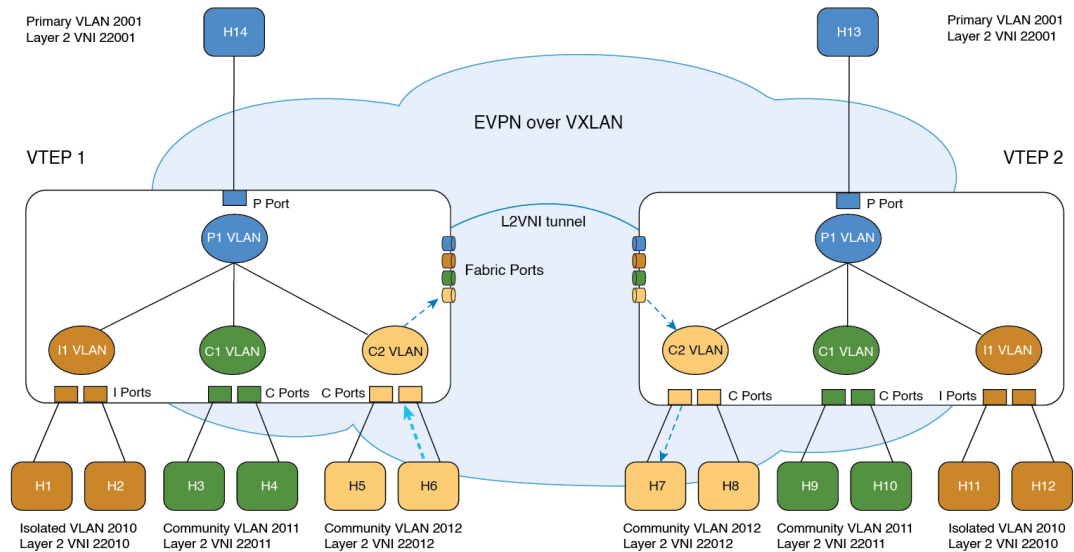 Primary VLAN 2001
Layer 2 VNI 22001
H14
H13
Primary VLAN 2001
Layer 2 VNI 22001
EVPN over VXLAN
VTEP 1
VTEP 2
P Port
P Port
P1 VLAN
L2VNI tunnel
P1 VLAN
Fabric Ports
I1 VLAN
C1 VLAN
C2 VLAN
C2 VLAN
C1 VLAN
I1 VLAN
I Ports
C Ports
C Ports
C Ports
C Ports
I Ports
H1
H2
H3
H4
H5
H6
H7
H8
H9
H10
H11
H12
Isolated VLAN 2010
Layer 2 VNI 22010
Community VLAN 2011
Layer 2 VNI 22011
Community VLAN 2012
Layer 2 VNI 22012
Community VLAN 2012
Layer 2 VNI 22012
Community VLAN 2011
Layer 2 VNI 22011
Isolated VLAN 2010
Layer 2 VNI 22010